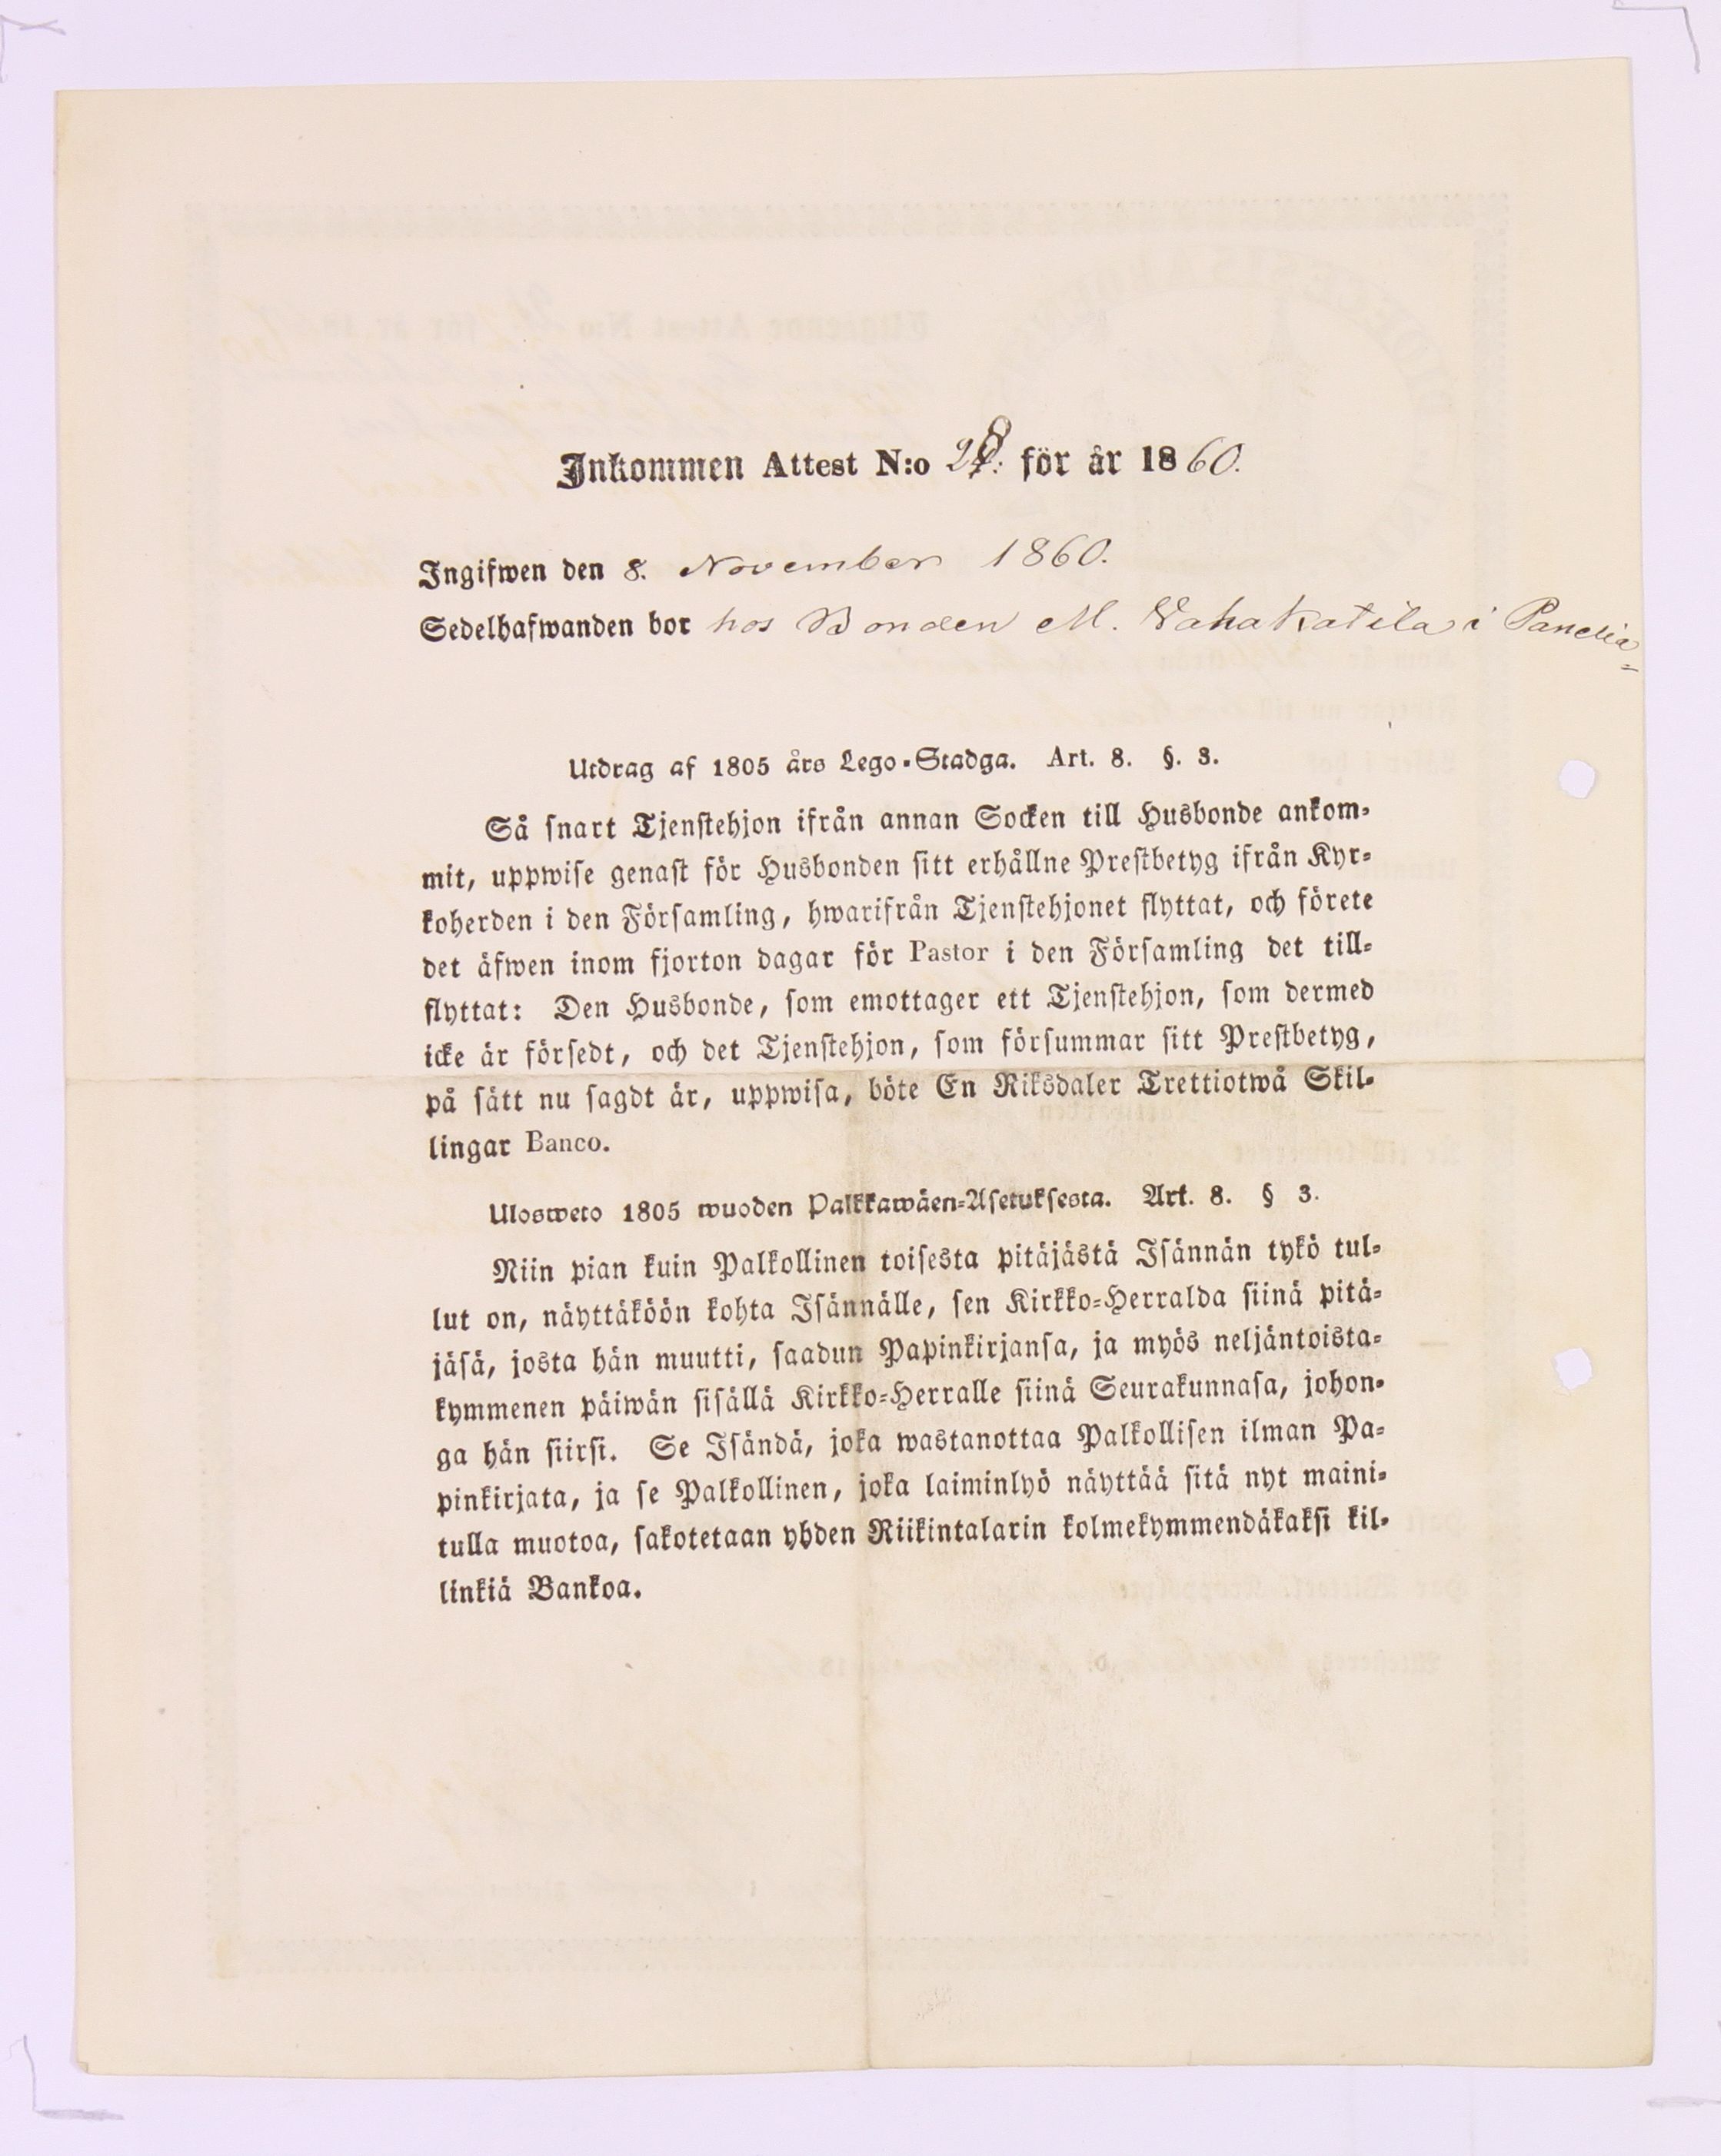 Inkommen Attest N:o 28. för år 1860.
Ingifwen den 8. November 1860.
Sedelhafwanden bor hos Bonden M. Wahakatila i Panelia
Utdrag af 1805 års Lego-Stadga. Art. 8. §. 3.
Så snart Tjenstehjon ifrån annan Socken till Husbonde ankom-
mit, uppwise genast för Husbonden sitt erhållne Prestbetyg ifrån Kyr-
koherden i den Församling, hwarifrån Tjenstehjonet flyttat, och förete
det äfwen inom fjorton dagar för Pastor i den Församling det till-
flyttat: Den Husbonde, som emottager ett Tjenstehjon, som dermed
icke är försedt, och det Tjenstehjon, som försummar sitt Prestbetyg,
på sätt nu sagdt är, uppwisa, böte En Riksdaler Trettiotwå Skil-
lingar Banco.
Ulosweto 1805 wuoden Palkkawäen-Asetuksesta. Art. 8. § 3.
Niin pian kuin Palkollinen toisesta pitäjästä Isännän tykö tul-
lut on, näyttäköön kohta Isännälle, sen Kirkko-Herralda siinä pitä-
jäsä, josta hän muutti, saadun Papinkirjansa, ja myös neljäntoista-
kymmenen päiwän sisällä Kirkko-Herralle siinä Seurakunnasa, johon-
ga hän siirsi. Se Isändä, joka wastanottaa Palkollisen ilman Pa-
pinkirjata, ja se Palkollinen, joka laiminlyö näyttää sitä nyt maini-
tulla muotoa, sakotetaan yhden Riikintalarin kolmekymmendäkaksi kil-
linkiä Bankoa.